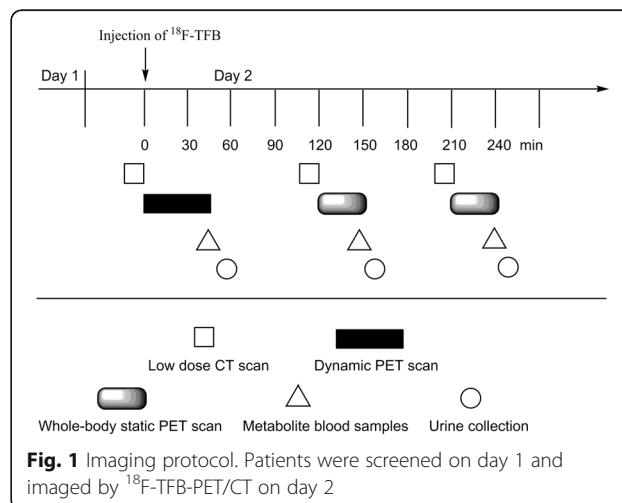 Injection of ¹⁸F-TFB
Day 1 Day 2
0 30 60 90 120 150 180 210 240 min
Low dose CT scan Dynamic PET scan
Whole-body static PET scan Metabolite blood samples Urine collection
Fig. 1 Imaging protocol. Patients were screened on day 1 and
imaged by ¹⁸F-TFB-PET/CT on day 2